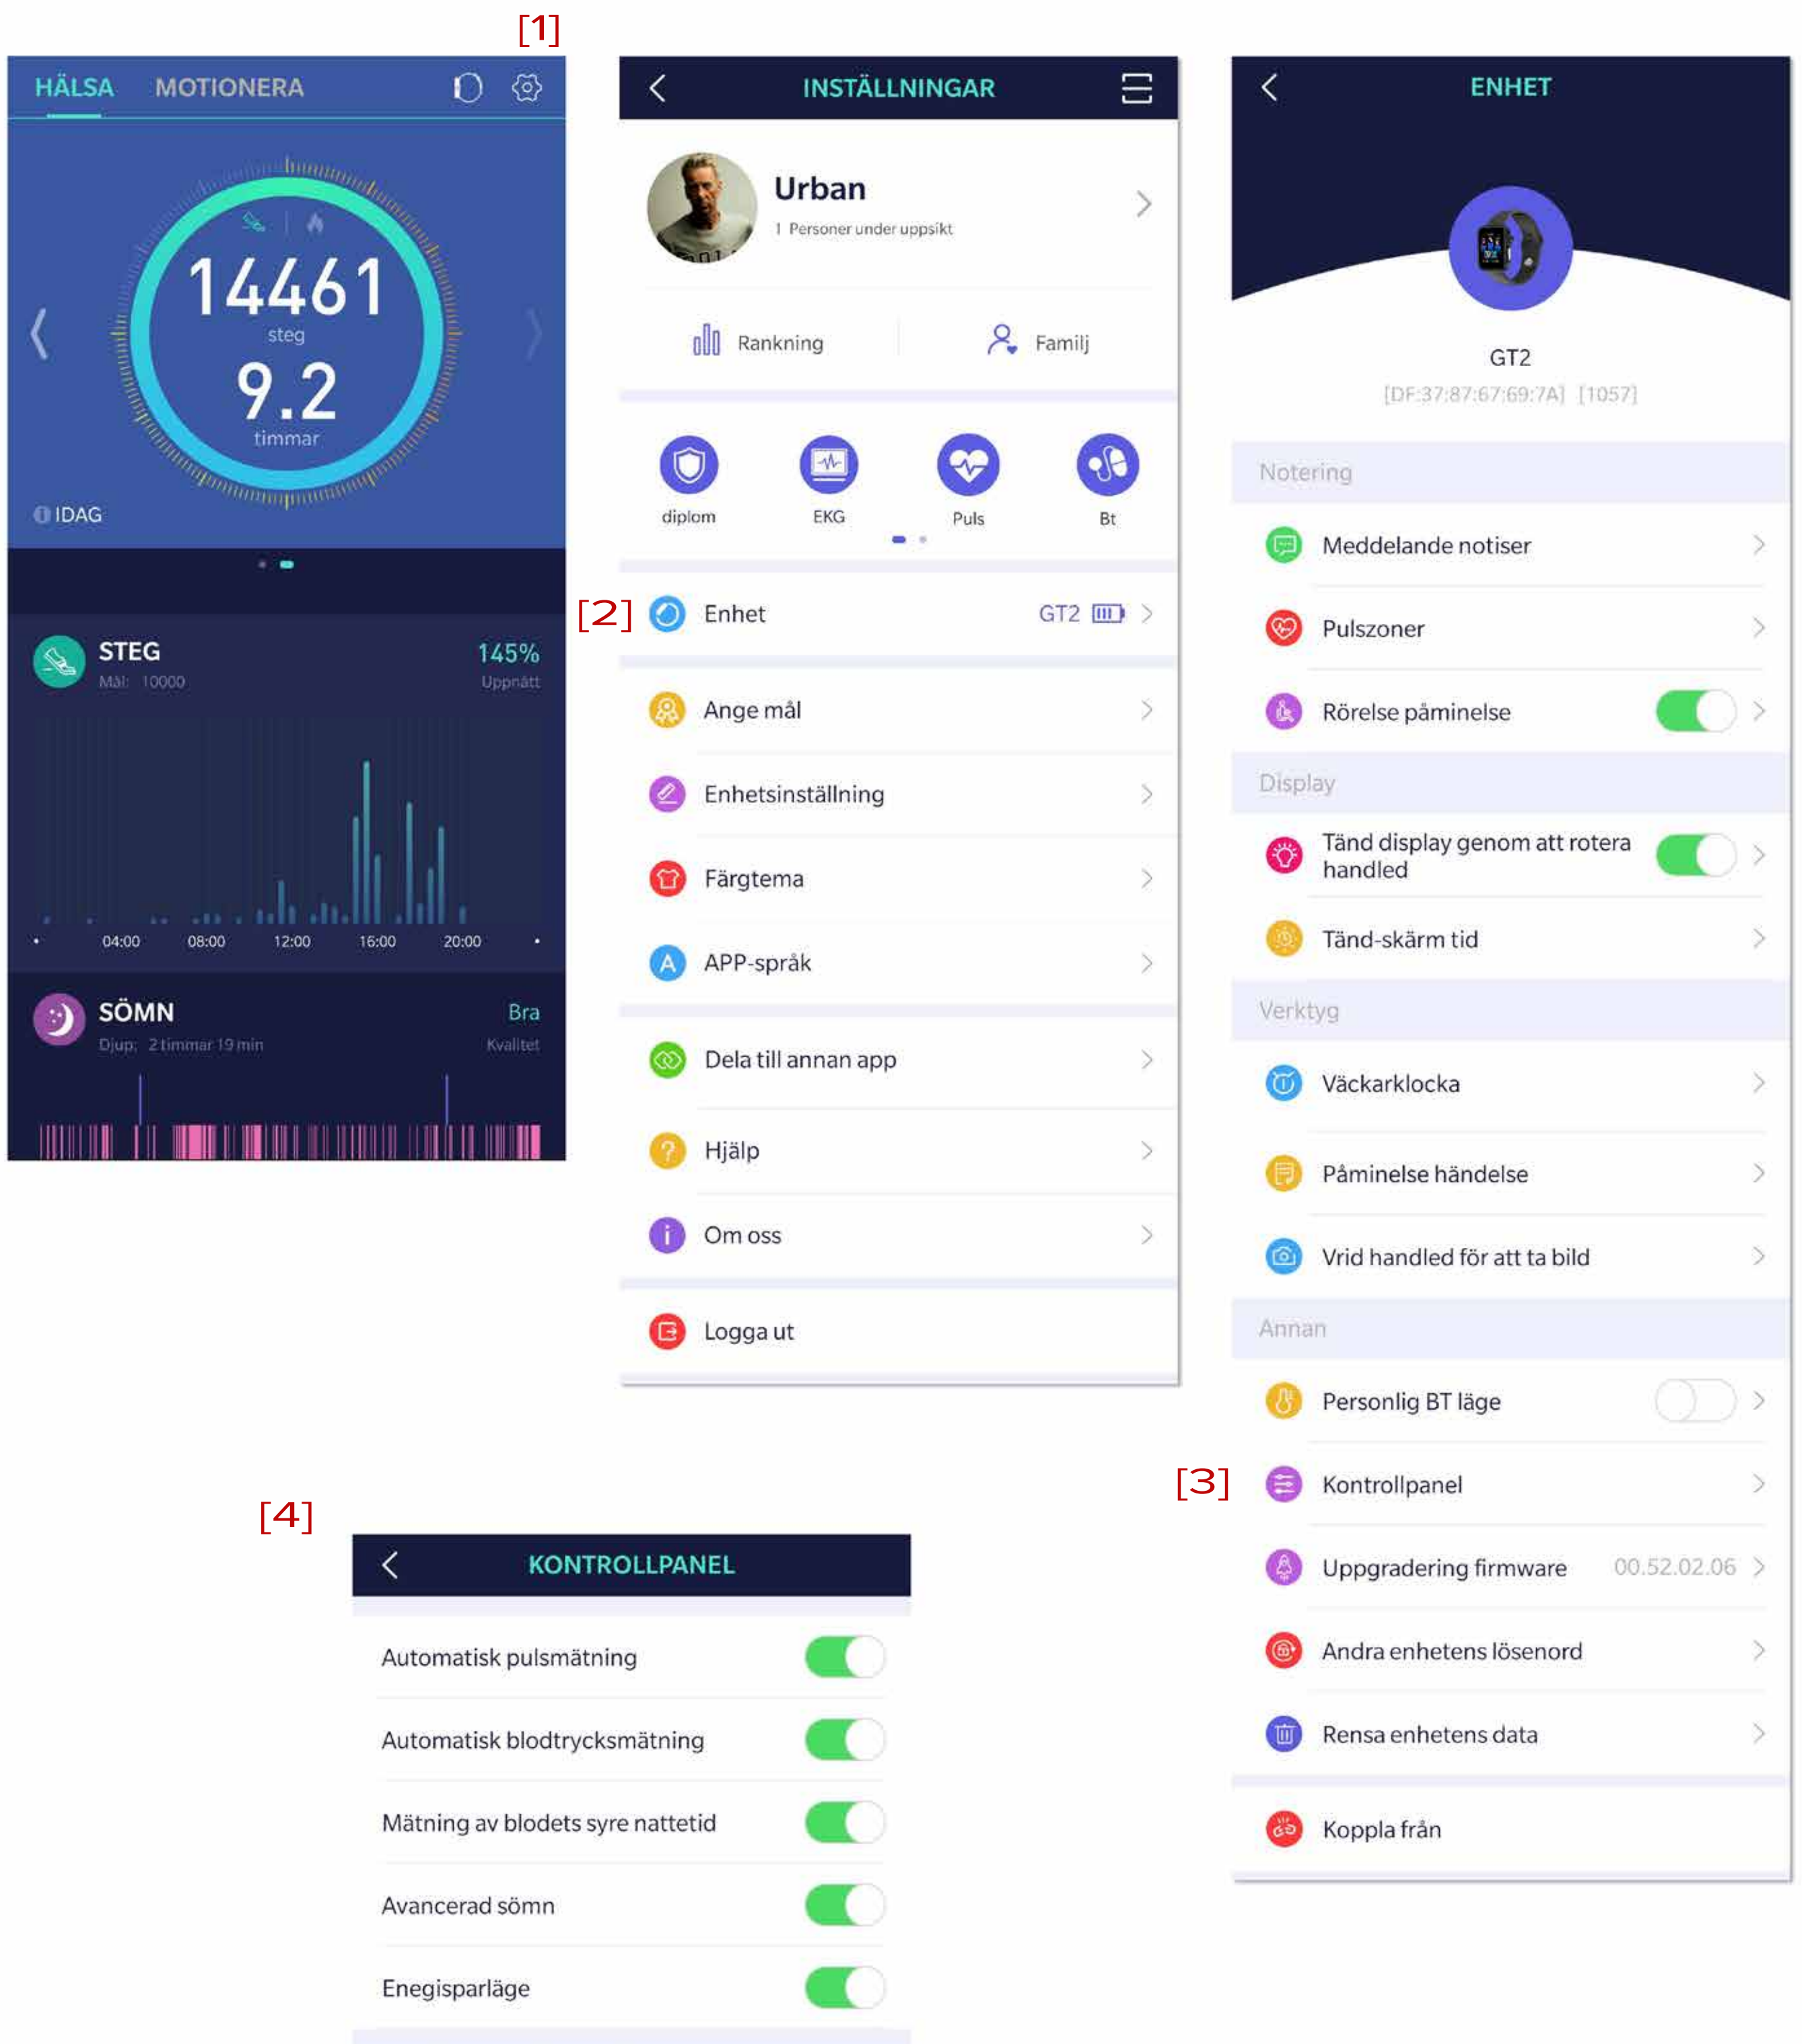 [1]
HÄLSA MOTIONERA
14461
steg
9.2
timmar
IDAG
STEG 145%
Mål: 10000 Uppnått
04:00 08:00 12:00 16:00 20:00
SÖMN Bra
Djup: 2 timmar 19 min Kvalitet
INSTÄLLNINGAR
Urban
1 Personer under uppsikt
Rankning Familj
diplom EKG Puls Bt
[2] Enhet GT2
Ange mål
Enhetsinställning
Färgtema
A APP-språk
Dela till annan app
? Hjälp
i Om oss
Logga ut
ENHET
GT2
[DF:37:87:67:69:7A] [1057]
Notering
Meddelande notiser
Pulszoner
Rörelse påminelse
Display
Tänd display genom att rotera
handled
Tänd-skärm tid
Verktyg
Väckarklocka
Påminelse händelse
Vrid handled för att ta bild
Annan
Personlig BT läge
[3] Kontrollpanel
Uppgradering firmware 00.52.02.06
Andra enhetens lösenord
Rensa enhetens data
Koppla från
[4]
KONTROLLPANEL
Automatisk pulsmätning
Automatisk blodtrycksmätning
Mätning av blodets syre nattetid
Avancerad sömn
Enegisparläge